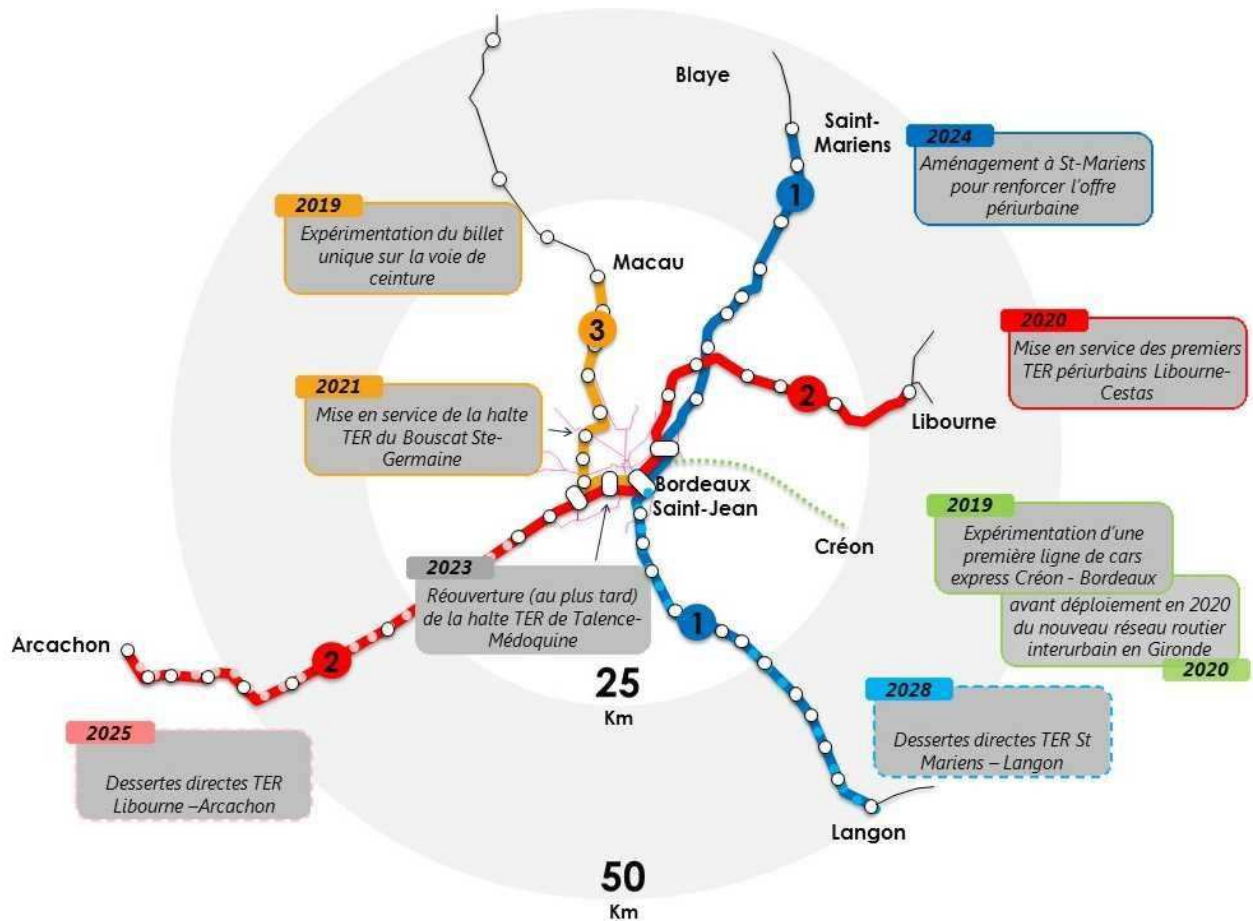 Blaye
Saint-
Mariens
1
2024
Aménagement à St-Mariens
pour renforcer l'offre
périurbaine
2019
Expérimentation du billet
unique sur la voie de
ceinture
Macau
3
2020
Mise en service des premiers
TER périurbains Libourne-
Cestas
2021
Mise en service de la halte
TER du Bouscat Ste-
Germaine
2
Libourne
Bordeaux
Saint-Jean
Créon
2019
Expérimentation d'une
première ligne de cars
express Créon - Bordeaux
avant déploiement en 2020
du nouveau réseau routier
interurbain en Gironde
2020
2023
Réouverture (au plus tard)
de la halte TER de Talence-
Médoquine
1
Arcachon
2
25
Km
2028
Dessertes directes TER St
Mariens – Langon
2025
Dessertes directes TER
Libourne –Arcachon
Langon
50
Km